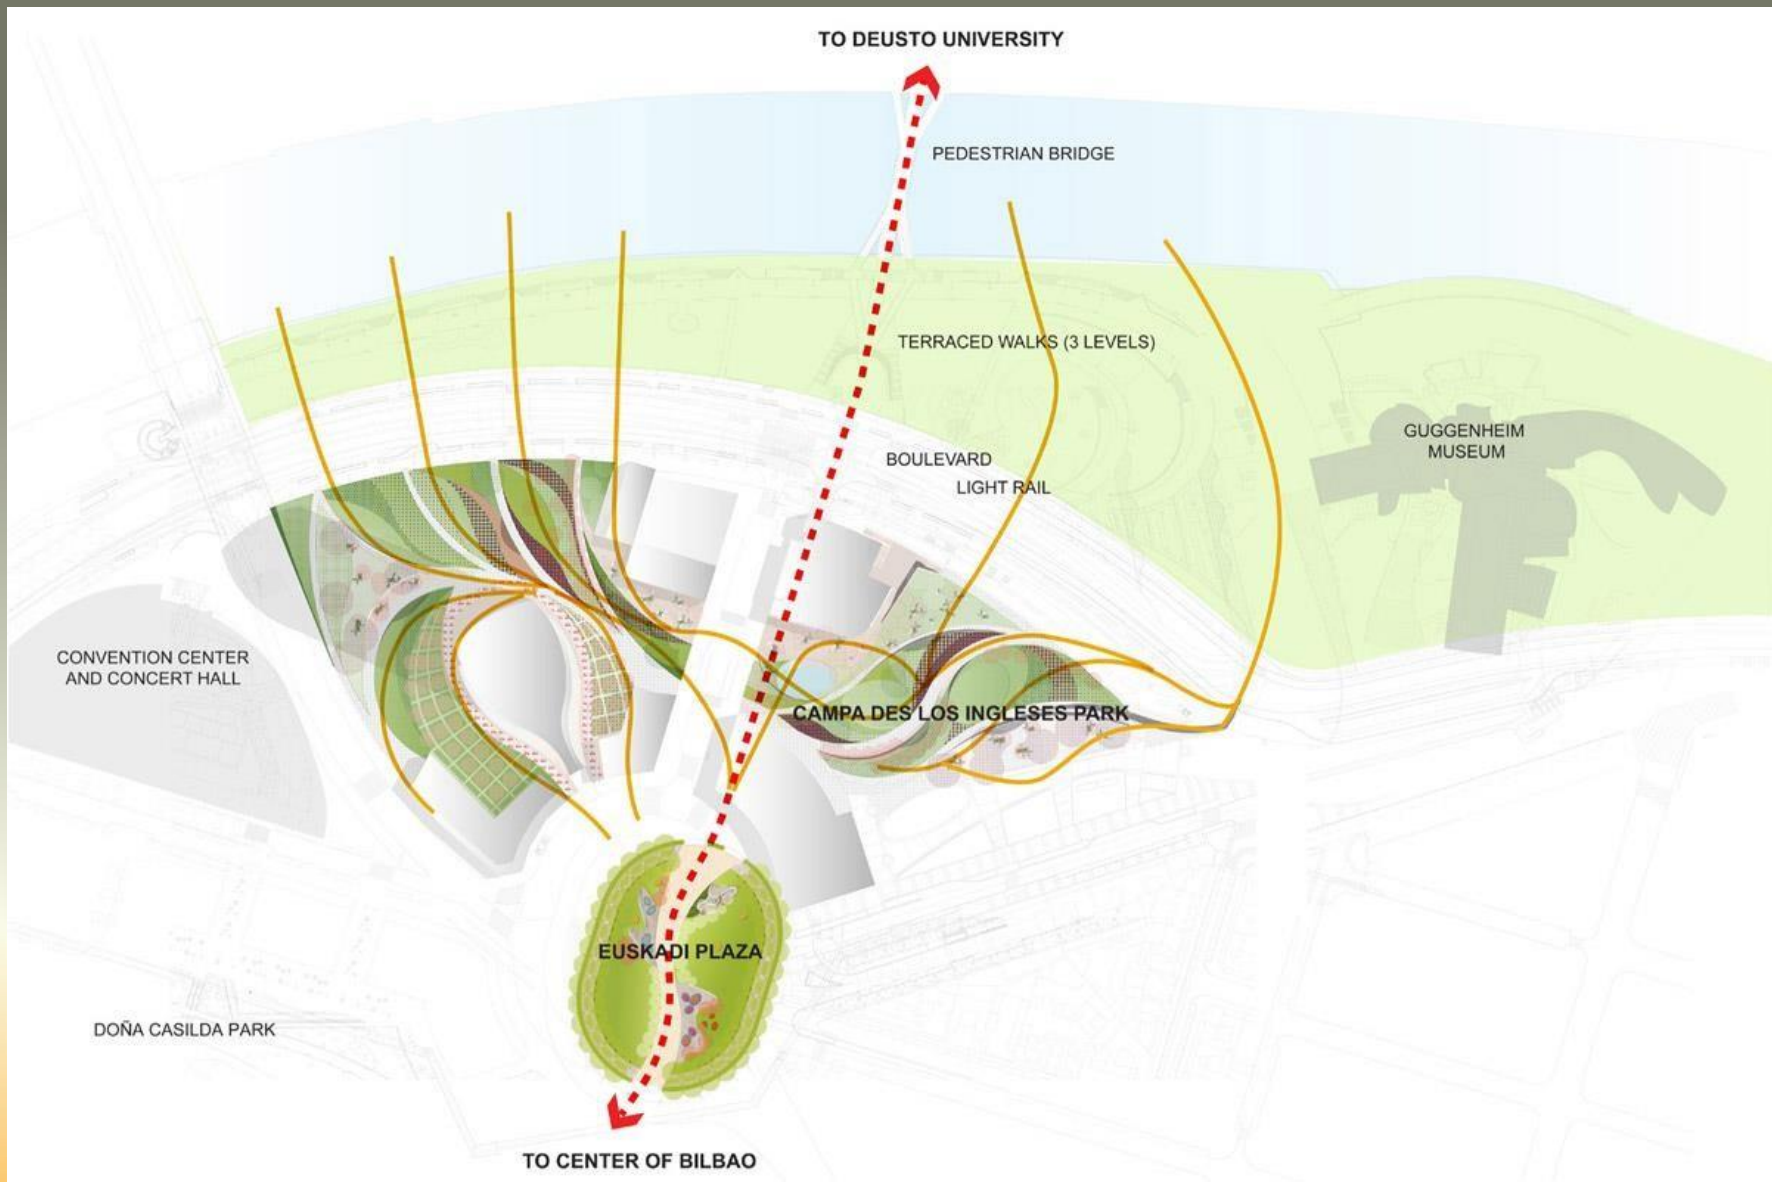 TO DEUSTO UNIVERSITY
PEDESTRIAN BRIDGE
TERRACED WALKS (3 LEVELS)
GUGGENHEIM
MUSEUM
BOULEVARD
LIGHT RAIL
CONVENTION CENTER
AND CONCERT HALL
CAMPA DES LOS INGLESES PARK
EUSKADI PLAZA
DOÑA CASILDA PARK
TO CENTER OF BILBAO